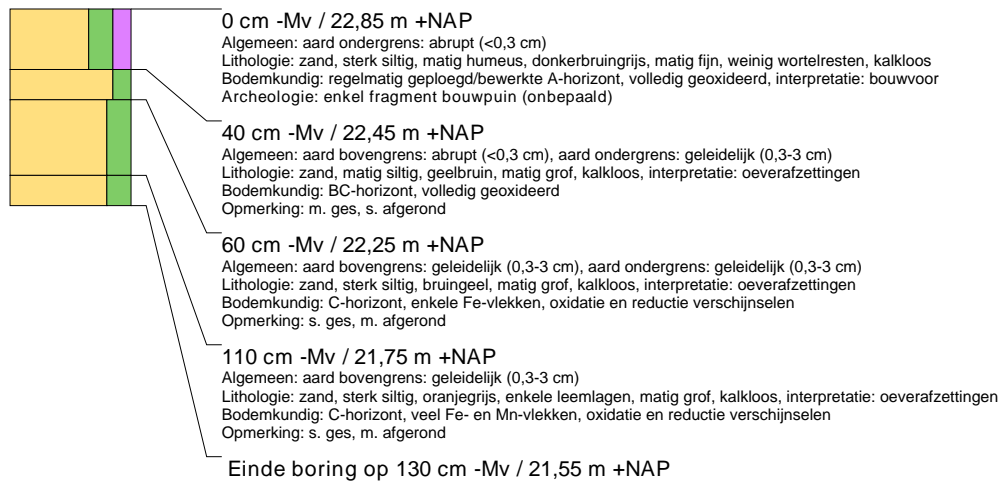 0 cm -Mv / 22,85 m +NAP
Algemeen: aard ondergrens: abrupt (<0,3 cm)
Lithologie: zand, sterk siltig, matig humeus, donkerbruingrijs, matig fijn, weinig wortelresten, kalkloos
Bodemkundig: regelmatig geploegd/bewerkte A-horizont, volledig geoxideerd, interpretatie: bouwvoor
Archeologie: enkel fragment bouwpuin (onbepaald)
40 cm -Mv / 22,45 m +NAP
Algemeen: aard bovengrens: abrupt (<0,3 cm), aard ondergrens: geleidelijk (0,3-3 cm)
Lithologie: zand, matig siltig, geelbruin, matig grof, kalkloos, interpretatie: oeverafzettingen
Bodemkundig: BC-horizont, volledig geoxideerd
Opmerking: m. ges, s. afgerond
60 cm -Mv / 22,25 m +NAP
Algemeen: aard bovengrens: geleidelijk (0,3-3 cm), aard ondergrens: geleidelijk (0,3-3 cm)
Lithologie: zand, sterk siltig, bruingeel, matig grof, kalkloos, interpretatie: oeverafzettingen
Bodemkundig: C-horizont, enkele Fe-vlekken, oxidatie en reductie verschijnselen
Opmerking: s. ges, m. afgerond
110 cm -Mv / 21,75 m +NAP
Algemeen: aard bovengrens: geleidelijk (0,3-3 cm)
Lithologie: zand, sterk siltig, oranjegrijs, enkele leemlagen, matig grof, kalkloos, interpretatie: oeverafzettingen
Bodemkundig: C-horizont, veel Fe- en Mn-vlekken, oxidatie en reductie verschijnselen
Opmerking: s. ges, m. afgerond
Einde boring op 130 cm -Mv / 21,55 m +NAP